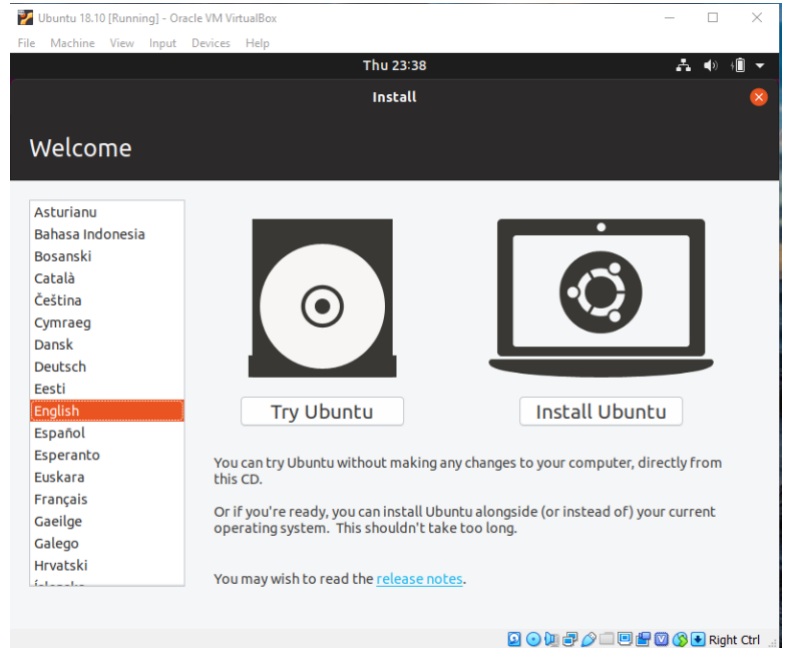 Ubuntu 18.10 [Running] - Oracle VM VirtualBox
File Machine View Input Devices Help
Thu 23:38
Install
Welcome
Asturianu
Bahasa Indonesia
Bosanski
Català
Čeština
Cymraeg
Dansk
Deutsch
Eesti
English
Español
Esperanto
Euskara
Français
Gaeilge
Galego
Hrvatski
Try Ubuntu
Install Ubuntu
You can try Ubuntu without making any changes to your computer, directly from
this CD.
Or if you're ready, you can install Ubuntu alongside (or instead of) your current
operating system. This shouldn't take too long.
You may wish to read the release notes.
Right Ctrl